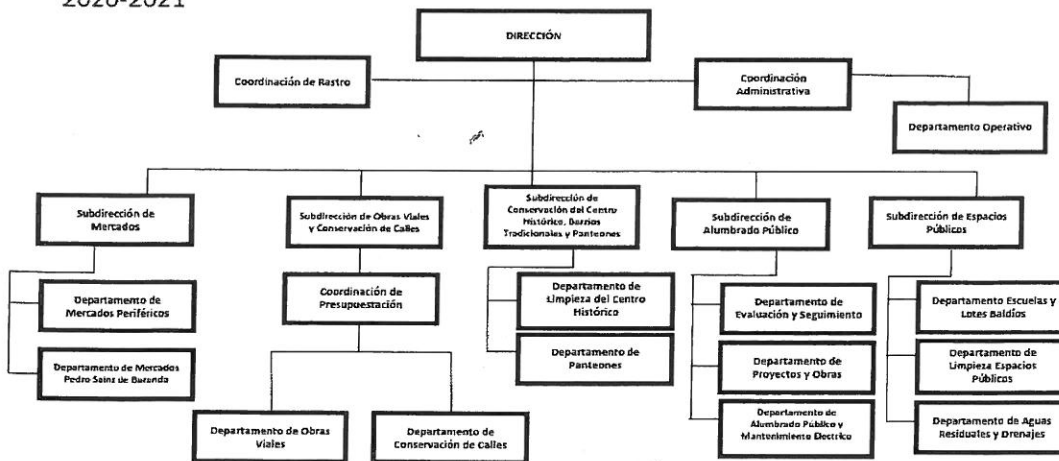 2020-2021
DIRECCIÓN
Coordinación de Rastro
Coordinación
Administrativa
Departamento Operativo
Subdirección de
Mercados
Subdirección de Obras Viales
y Conservación de Calles
Subdirección de
Conservación del Centro
Histórico, Barrios
Tradicionales y Panteones
Subdirección de
Alumbrado Público
Subdirección de Espacios
Públicos
Departamento de
Mercados Periféricos
Departamento de Mercados
Pedro Sainz de Baranda
Coordinación de
Presupuestación
Departamento de Obras
Viales
Departamento de
Conservación de Calles
Departamento de
Limpieza del Centro
Histórico
Departamento de
Panteones
Departamento de
Evaluación y Seguimiento
Departamento de
Proyectos y Obras
Departamento de
Alumbrado Público y
Mantenimiento Electrico
Departamento Escuelas y
Lotes Baldíos
Departamento de
Limpieza Espacios
Públicos
Departamento de Aguas
Residuales y Drenajes